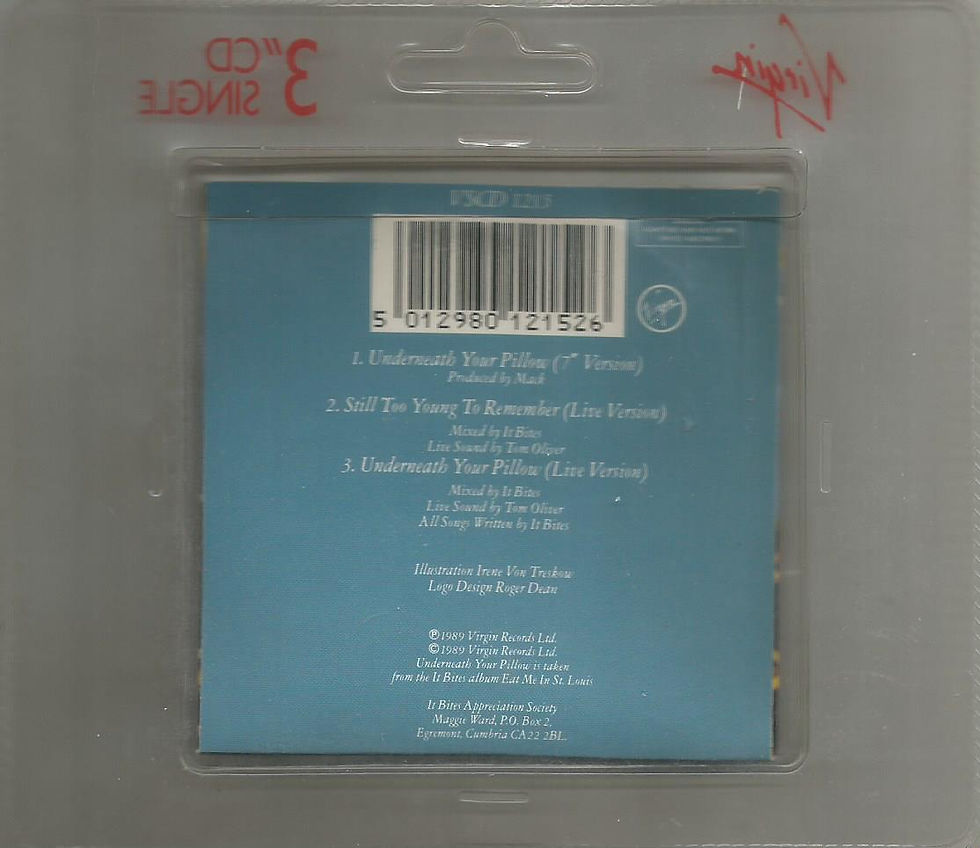 3" CD
SINGLE
Virgin
VSCD 1215
5 012980 121526
Virgin
1. Underneath Your Pillow (7" Version)
Produced by Mack
2. Still Too Young To Remember (Live Version)
Mixed by It Bites
Live Sound by Tom Oliver
3. Underneath Your Pillow (Live Version)
Mixed by It Bites
Live Sound by Tom Oliver
All Songs Written by It Bites
Illustration Irene Von Treskow
Logo Design Roger Dean
℗1989 Virgin Records Ltd.
©1989 Virgin Records Ltd.
Underneath Your Pillow is taken
from the It Bites album Eat Me In St. Louis
It Bites Appreciation Society
Maggie Ward, P.O. Box 2,
Egremont, Cumbria CA22 2BL.